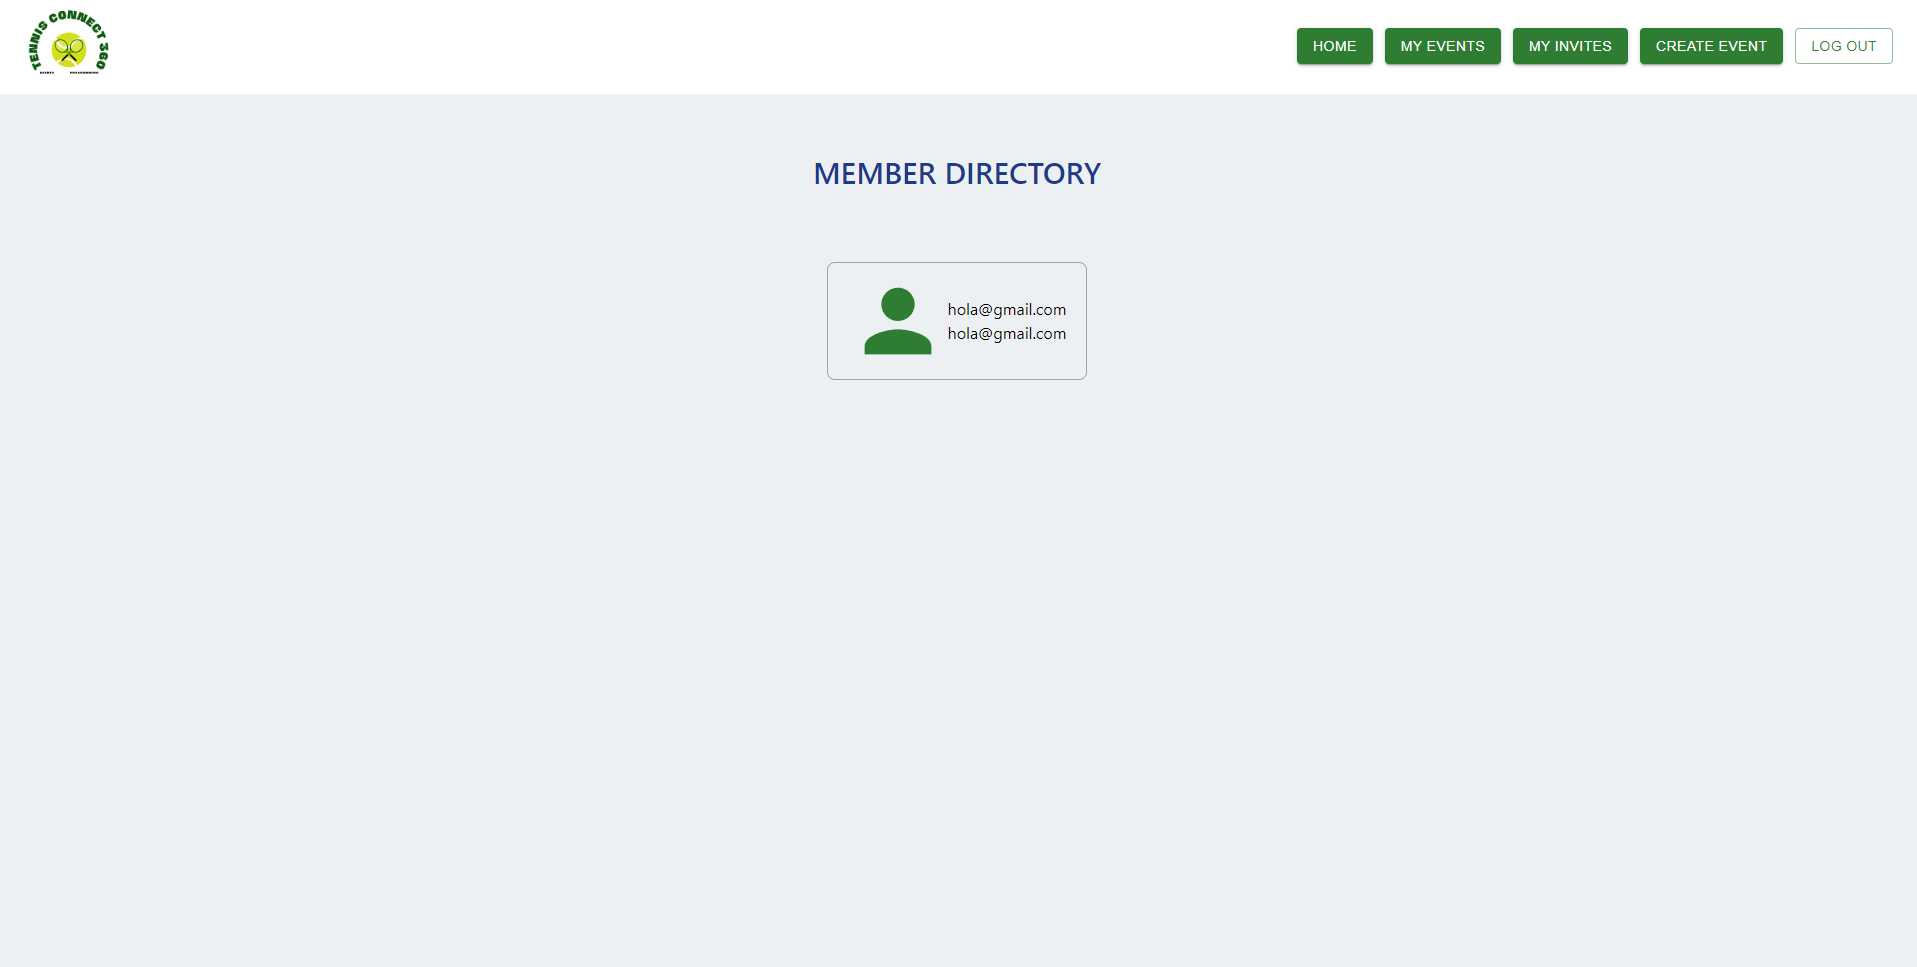 TENNIS CONNECT 360
HOME
MY EVENTS
MY INVITES
CREATE EVENT
LOG OUT
MEMBER DIRECTORY
hola@gmail.com
hola@gmail.com